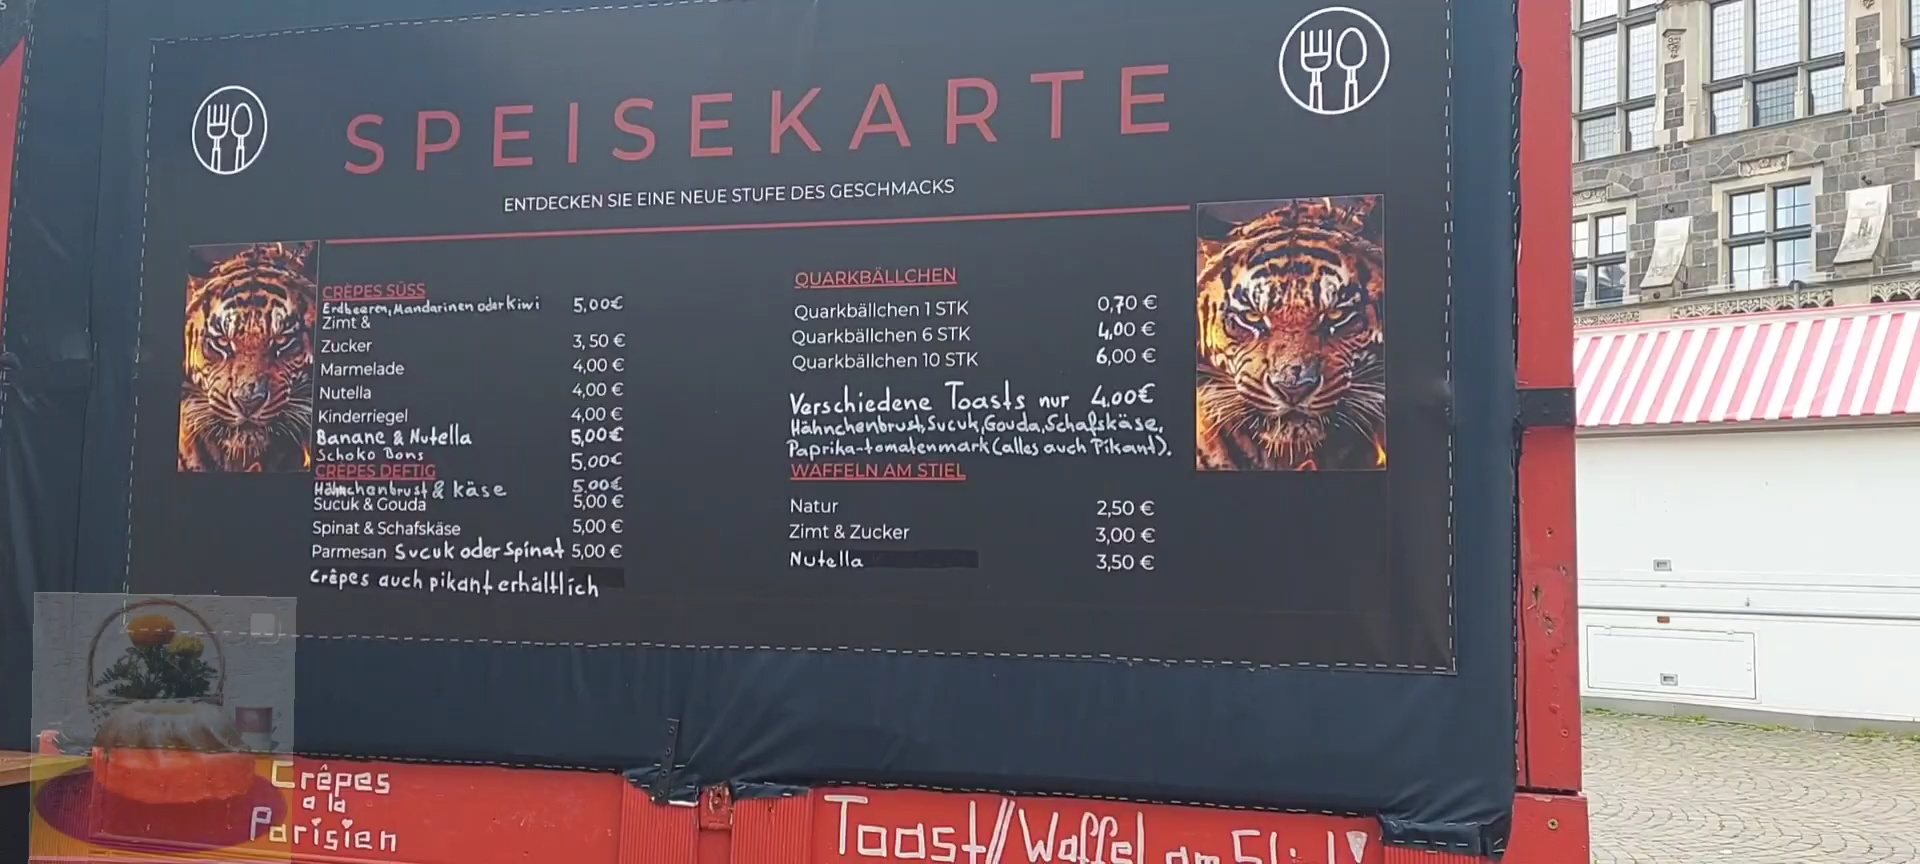 SPEISEKARTE
ENTDECKEN SIE EINE NEUE STUFE DES GESCHMACKS
CRÊPES SÜSS
Erdbeeren, Mandarinen oder Kiwi 5,00€
Zimt &
Zucker 3,50 €
Marmelade 4,00 €
Nutella 4,00 €
Kinderriegel 4,00 €
Banane & Nutella 5,00€
Schoko Bons 5,00€
CRÊPES DEFTIG
Hähnchenbrust & Käse 5,00€
Sucuk & Gouda 5,00 €
Spinat & Schafskäse 5,00 €
Parmesan Sucuk oder Spinat 5,00 €
Crêpes auch pikant erhältlich
QUARKBÄLLCHEN
Quarkbällchen 1 STK 0,70 €
Quarkbällchen 6 STK 4,00 €
Quarkbällchen 10 STK 6,00 €
Verschiedene Toasts nur 4,00€
Hähnchenbrust, Sucuk, Gouda, Schafskäse,
Paprika-tomatenmark (alles auch Pikant).
WAFFELN AM STIEL
Natur 2,50 €
Zimt & Zucker 3,00 €
Nutella 3,50 €
Crêpes
a la
Parisien
Toast//Waffel am Stiel!